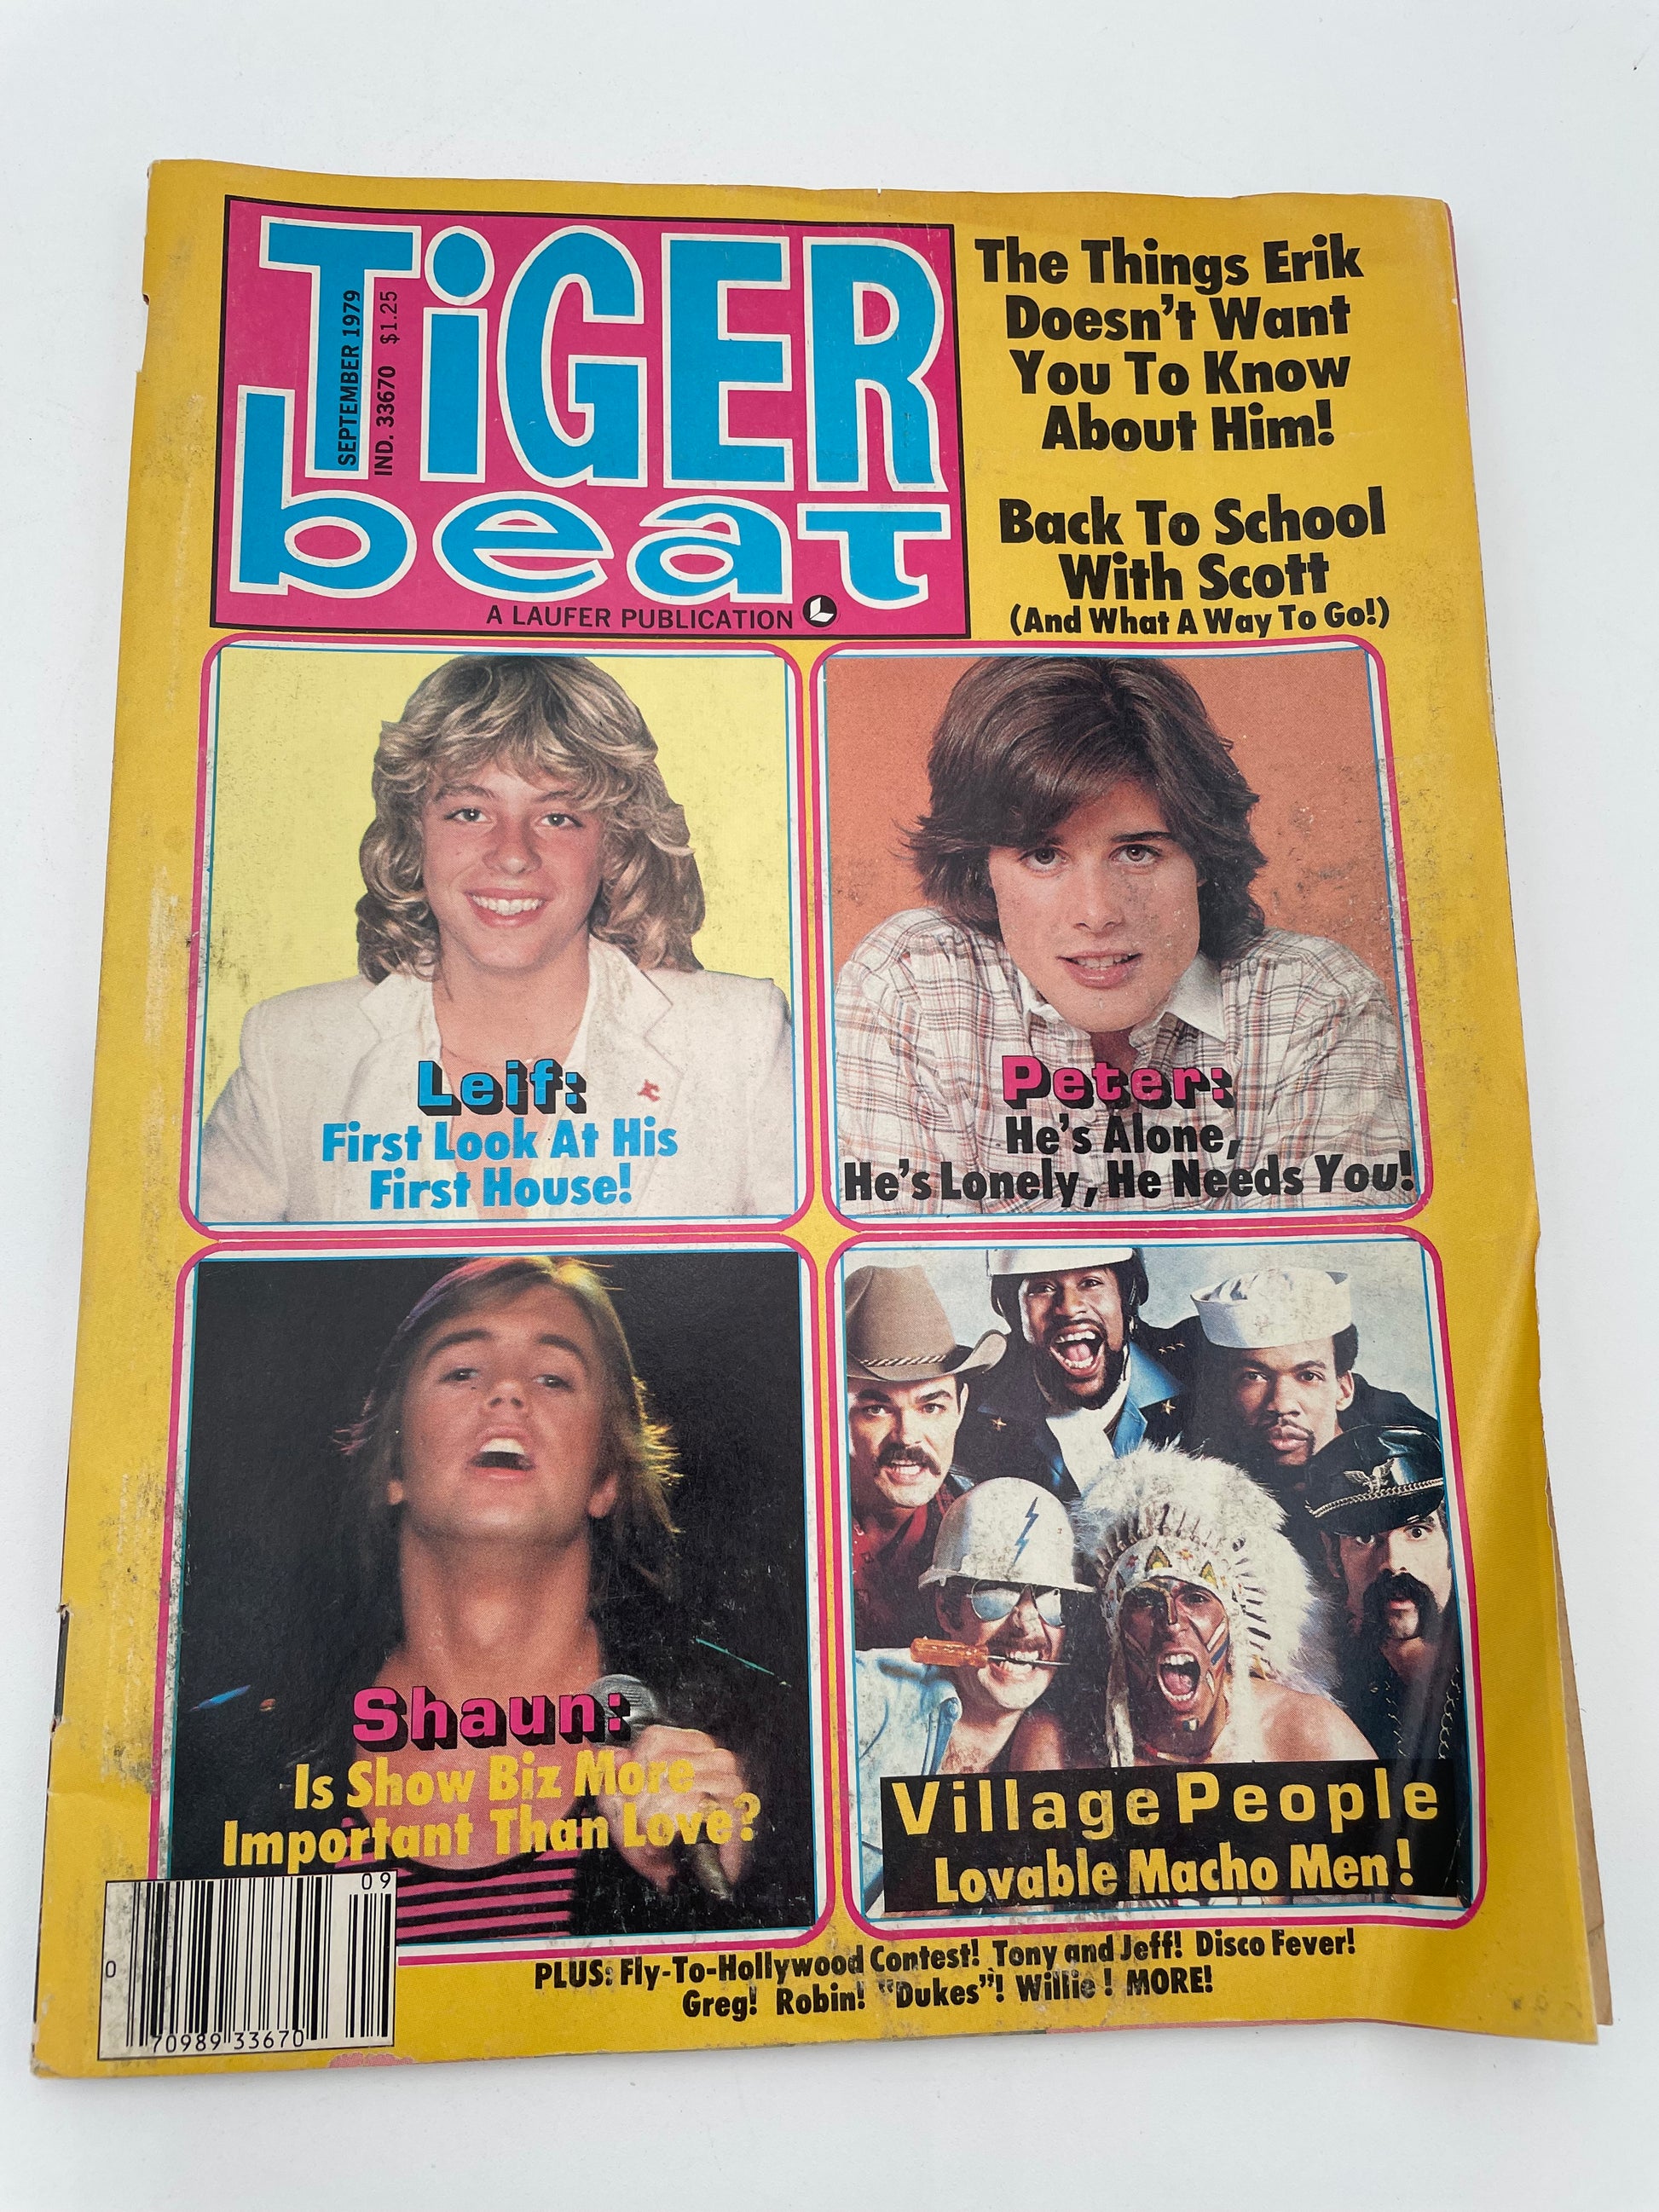 TiGER
beat
SEPTEMBER 1979
IND. 33670 $1.25
A LAUFER PUBLICATION
The Things Erik
Doesn't Want
You To Know
About Him!
Back To School
With Scott
(And What A Way To Go!)
Leif:
First Look At His
First House!
Peter:
He's Alone,
He's Lonely, He Needs You!
Shaun:
Is Show Biz More
Important Than Love?
Village People
Lovable Macho Men!
09
0
70989 33670
PLUS: Fly-To-Hollywood Contest! Tony and Jeff! Disco Fever!
Greg! Robin! "Dukes"! Willie! MORE!